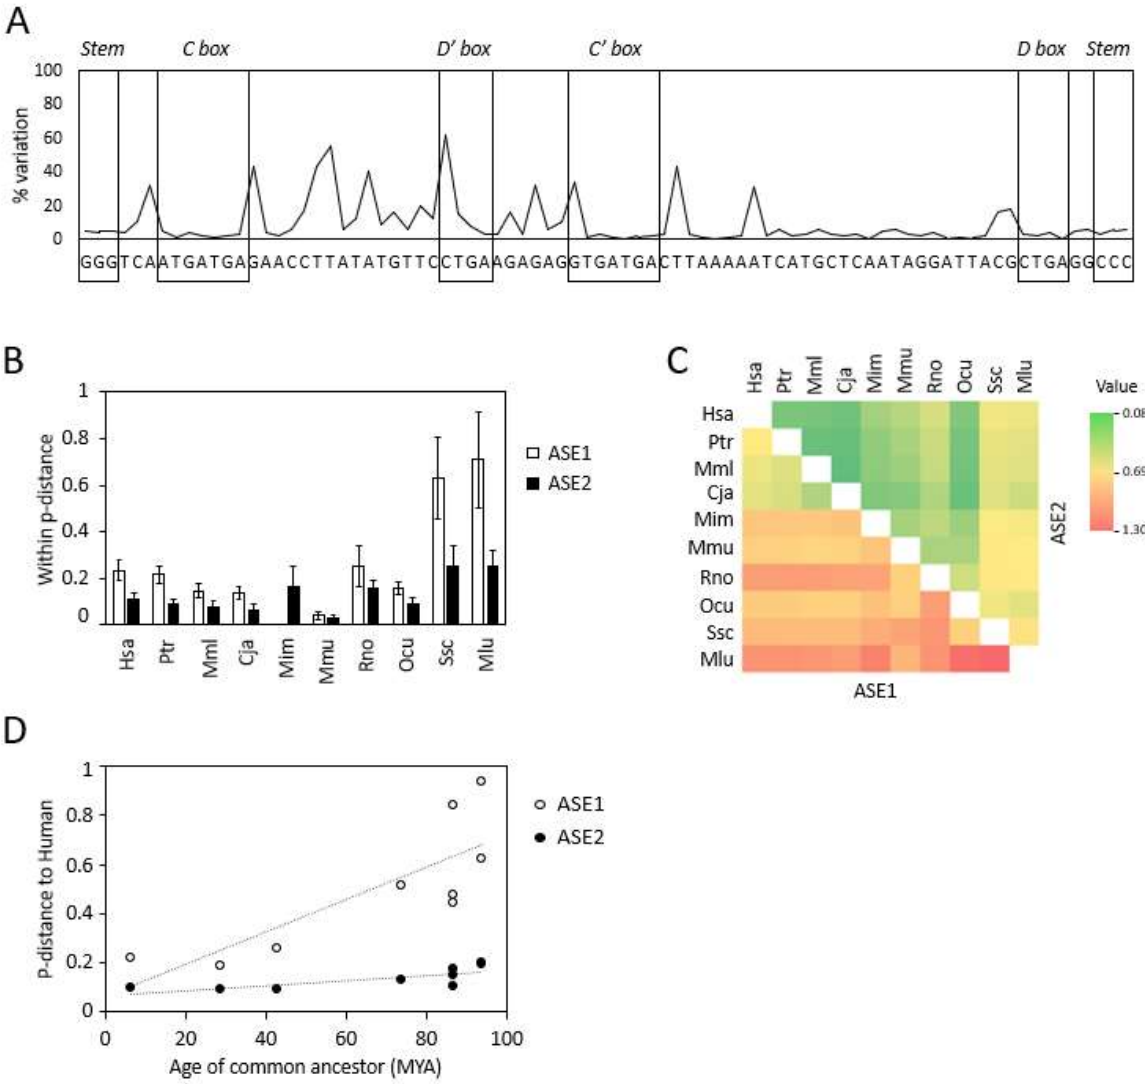 A
Stem C box D’ box C’ box D box Stem
100
80
60
40
20
0
% variation
GGGTCAATGATGAGAACCTTATATGTTCCTGAAGAGAGGTGATGACTTAAAAATCATGCTCAATAGGATTACGCTGAGGCCC
B
1
0.8
0.6
0.4
0.2
0
Within p-distance
ASE1
ASE2
Hsa Ptr Mml Cja Mim Mmu Rno Ocu Ssc Mlu
C
Hsa Ptr Mml Cja Mim Mmu Rno Ocu Ssc Mlu
Hsa
Ptr
Mml
Cja
Mim
Mmu
Rno
Ocu
Ssc
Mlu
ASE1
ASE2
Value
0.08
0.69
1.30
D
1
0.8
0.6
0.4
0.2
0
P-distance to Human
0 20 40 60 80 100
Age of common ancestor (MYA)
ASE1
ASE2